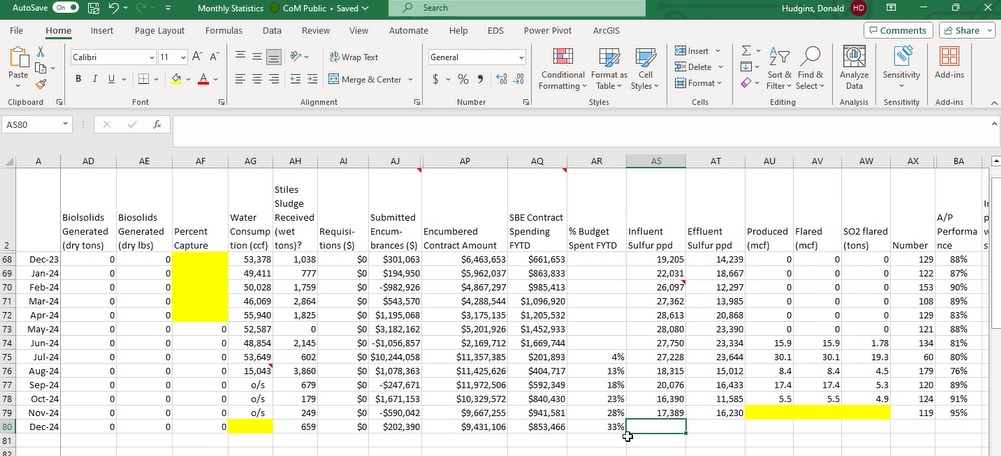 AutoSave On Monthly Statistics CoM Public • Saved Search Hudgins, Donald HD
File Home Insert Page Layout Formulas Data Review View Automate Help EDS Power Pivot ArcGIS Comments Share
Paste Calibri 11 A^ Aˇ ab Wrap Text General Conditional Formatting Format as Table Cell Styles Insert Delete Format Sort & Filter Find & Select Analyze Data Sensitivity Add-ins
B I U A Merge & Center $ % 9
Clipboard Font Alignment Number Styles Cells Editing Analysis Sensitivity Add-ins
AS80 fx
A AD AE AF AG AH AI AJ AP AQ AR AS AT AU AV AW AX BA
2 Biolsolids Generated (dry tons) Biosolids Generated (dry lbs) Percent Capture Water Consump tion (ccf) Stiles Sludge Received (wet tons)? Requisi- tions ($) Submitted Encum- brances ($) Encumbered Contract Amount SBE Contract Spending FYTD % Budget Spent FYTD Influent Sulfur ppd Effluent Sulfur ppd Produced (mcf) Flared (mcf) SO2 flared (tons) Number A/P Performa nce
68 Dec-23 0 0 53,378 1,038 $0 $301,063 $6,463,653 $661,653 19,205 14,239 0 0 0 129 88%
69 Jan-24 0 0 49,411 777 $0 $194,950 $5,962,037 $863,833 22,031 18,667 0 0 0 122 87%
70 Feb-24 0 0 50,028 1,759 $0 -$982,926 $4,867,297 $985,413 26,097 12,297 0 0 0 153 90%
71 Mar-24 0 0 46,069 2,864 $0 $543,570 $4,288,544 $1,096,920 27,362 13,985 0 0 0 108 89%
72 Apr-24 0 0 55,940 1,825 $0 $1,195,068 $3,175,135 $1,205,532 28,613 20,868 0 0 0 129 83%
73 May-24 0 0 0 52,587 0 $0 $3,182,162 $5,201,926 $1,452,933 28,080 23,390 0 0 0 121 88%
74 Jun-24 0 0 0 48,854 2,145 $0 -$1,056,857 $2,169,712 $1,669,744 27,750 23,334 15.9 15.9 1.78 134 81%
75 Jul-24 0 0 0 53,649 602 $0 $10,244,058 $11,357,385 $201,893 4% 27,228 23,644 30.1 30.1 19.3 60 80%
76 Aug-24 0 0 0 15,043 3,860 $0 $1,078,363 $11,425,626 $404,717 13% 18,315 15,012 8.4 8.4 4.5 179 76%
77 Sep-24 0 0 0 o/s 679 $0 -$247,671 $11,972,506 $592,349 18% 20,076 16,433 17.4 17.4 5.3 120 89%
78 Oct-24 0 0 0 o/s 179 $0 $1,671,153 $10,329,572 $840,430 23% 16,390 11,585 5.5 5.5 4.9 124 91%
79 Nov-24 0 0 0 o/s 249 $0 -$590,042 $9,667,255 $941,581 28% 17,389 16,230 119 95%
80 Dec-24 0 0 0 659 $0 $202,390 $9,431,106 $853,466 33%
81
82